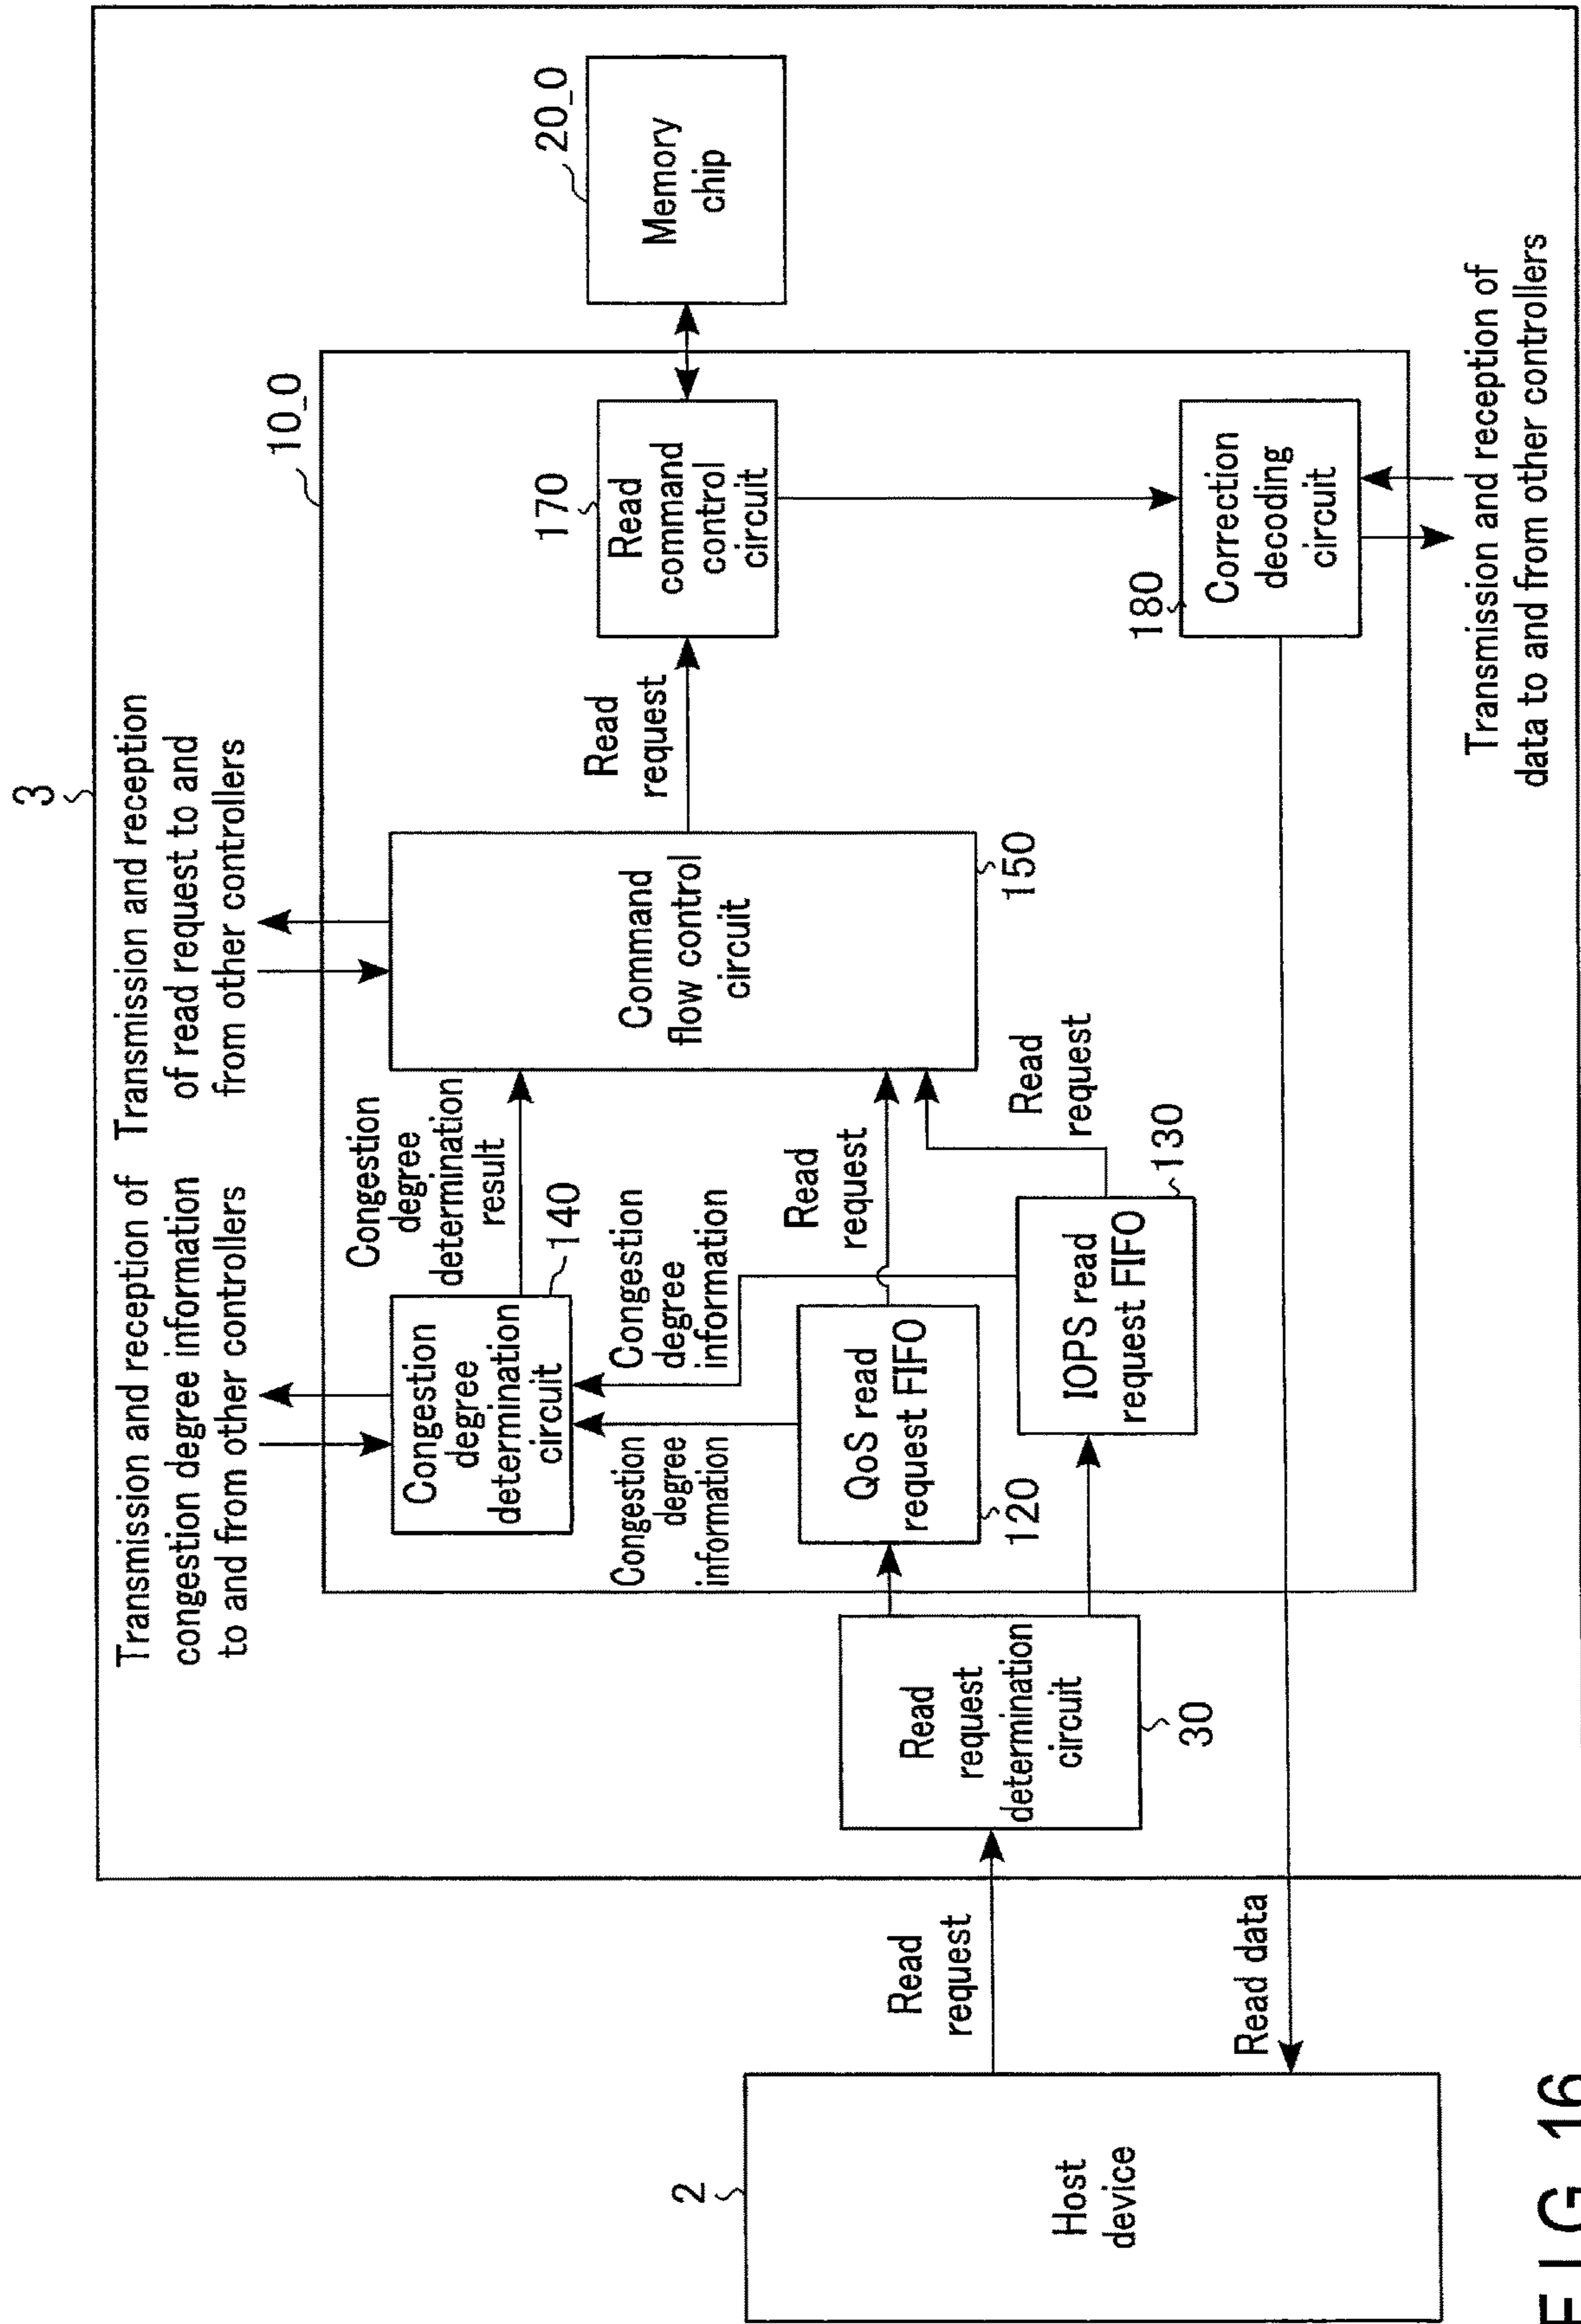 3
Transmission and reception of
congestion degree information
to and from other controllers
Transmission and reception
of read request to and
from other controllers
10_0
20_0
Memory
chip
Congestion
degree
determination
circuit
140
Congestion
degree
determination
result
Command
flow control
circuit
150
Read
request
170
Read
command
control
circuit
Congestion
degree
information
Congestion
degree
information
QoS read
request FIFO
120
Read
request
IOPS read
request FIFO
130
Read
request
180
Correction
decoding
circuit
Transmission and reception of
data to and from other controllers
Read
request
determination
circuit
30
Read
request
Read data
2
Host
device
F I G. 16